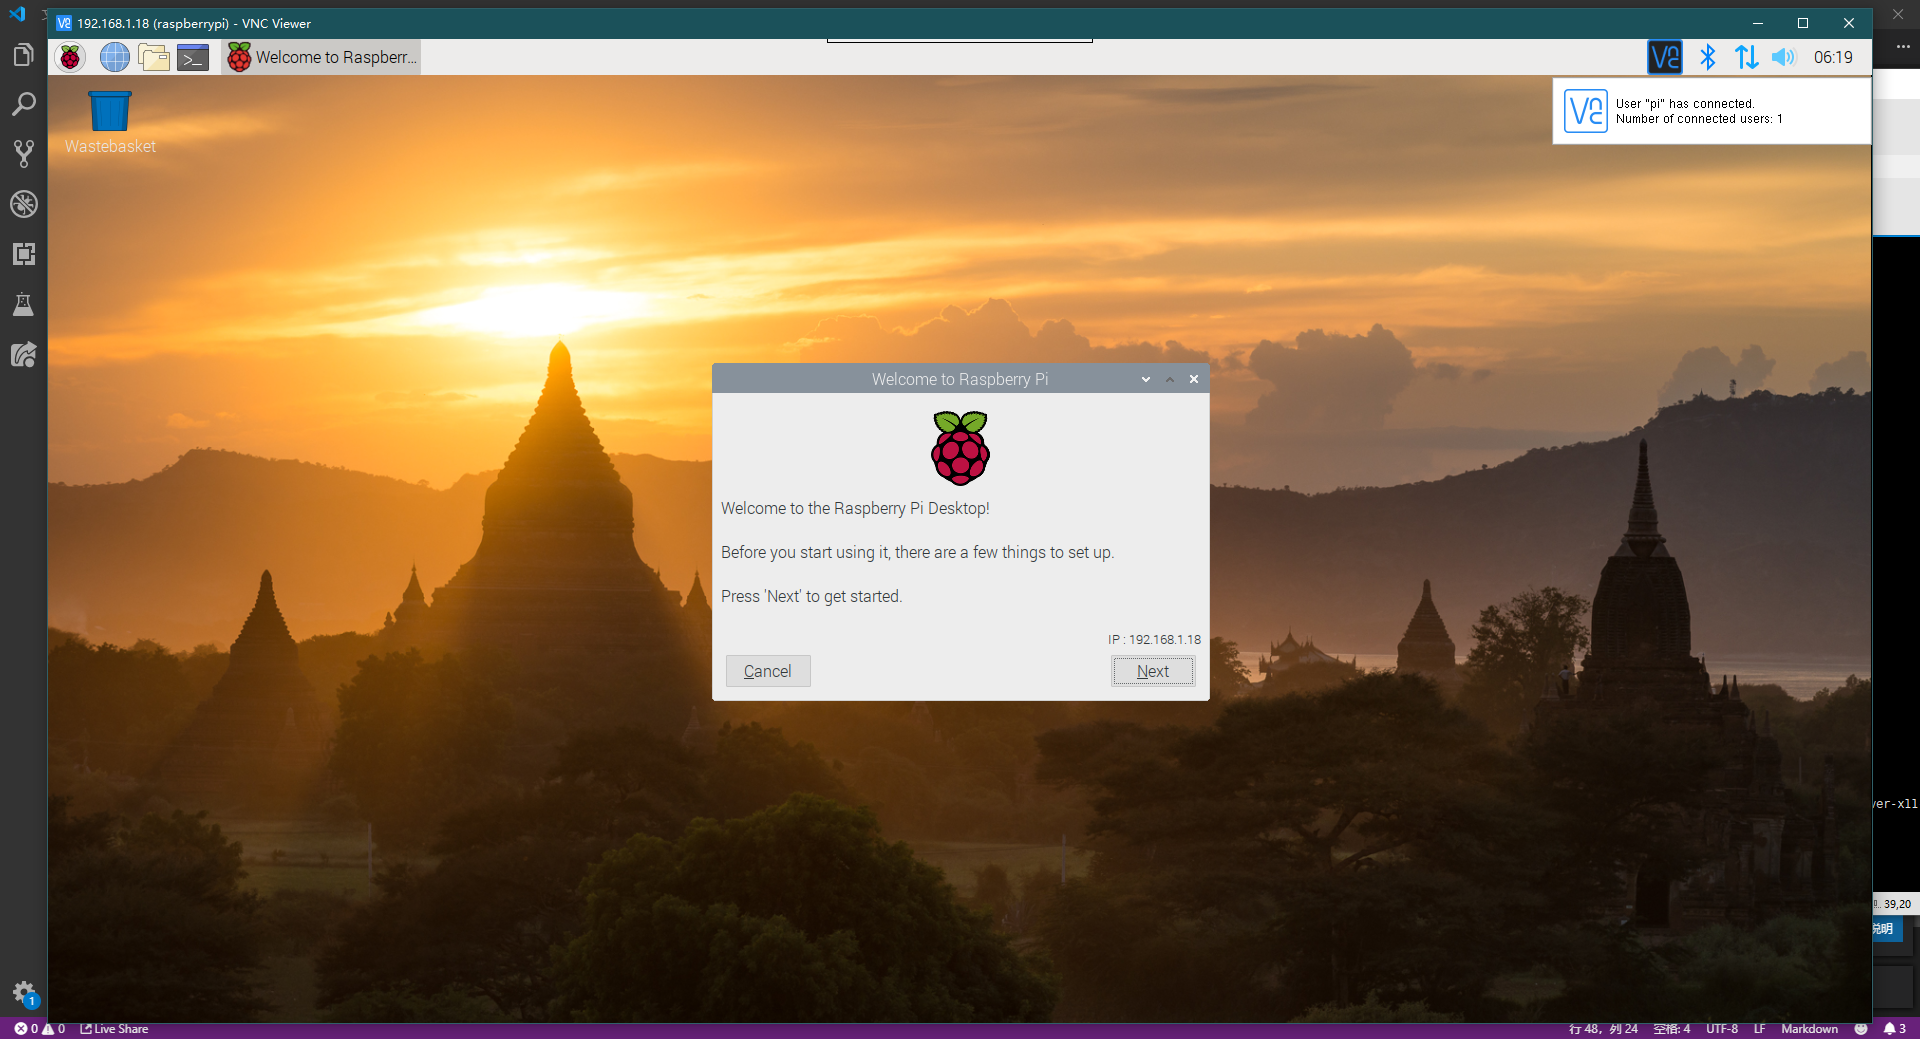 192.168.1.18 (raspberrypi) - VNC Viewer
Welcome to Raspberr...
06:19
User "pi" has connected.
Number of connected users: 1
Wastebasket
Welcome to Raspberry Pi
Welcome to the Raspberry Pi Desktop!
Before you start using it, there are a few things to set up.
Press 'Next' to get started.
IP : 192.168.1.18
Cancel
Next
ver-x11
39,20
说明
1
0 0 Live Share
行 48，列 24 空格: 4 UTF-8 LF Markdown 3